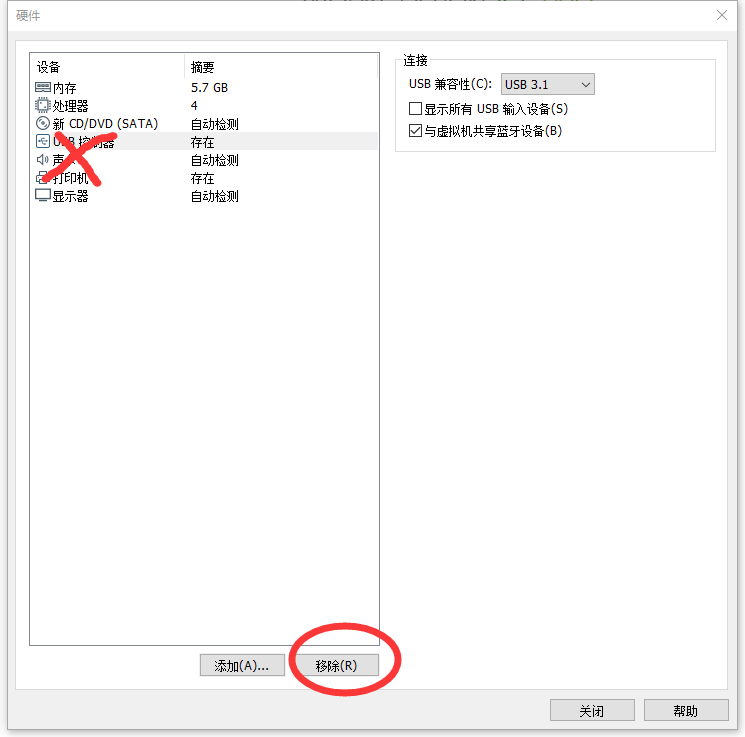 硬件
设备 摘要
内存 5.7 GB
处理器 4
新 CD/DVD (SATA) 自动检测
USB 控制器 存在
声 自动检测
打印机 存在
显示器 自动检测
连接
USB 兼容性(C): USB 3.1
显示所有 USB 输入设备(S)
与虚拟机共享蓝牙设备(B)
添加(A)... 移除(R)
关闭 帮助